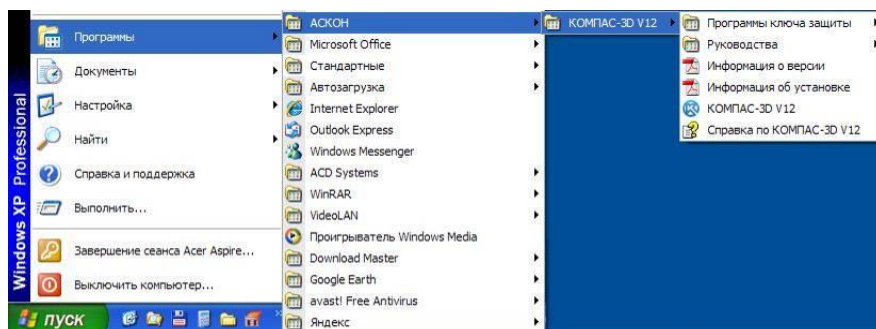 Windows XP Professional
Программы
Документы
Настройка
Найти
Справка и поддержка
Выполнить...
Завершение сеанса Acer Aspire...
Выключить компьютер...
пуск
АСКОН
Microsoft Office
Стандартные
Автозагрузка
Internet Explorer
Outlook Express
Windows Messenger
ACD Systems
WinRAR
VideoLAN
Проигрыватель Windows Media
Download Master
Google Earth
avast! Free Antivirus
Яндекс
КОМПАС-3D V12
Программы ключа защиты
Руководства
Информация о версии
Информация об установке
КОМПАС-3D V12
Справка по КОМПАС-3D V12